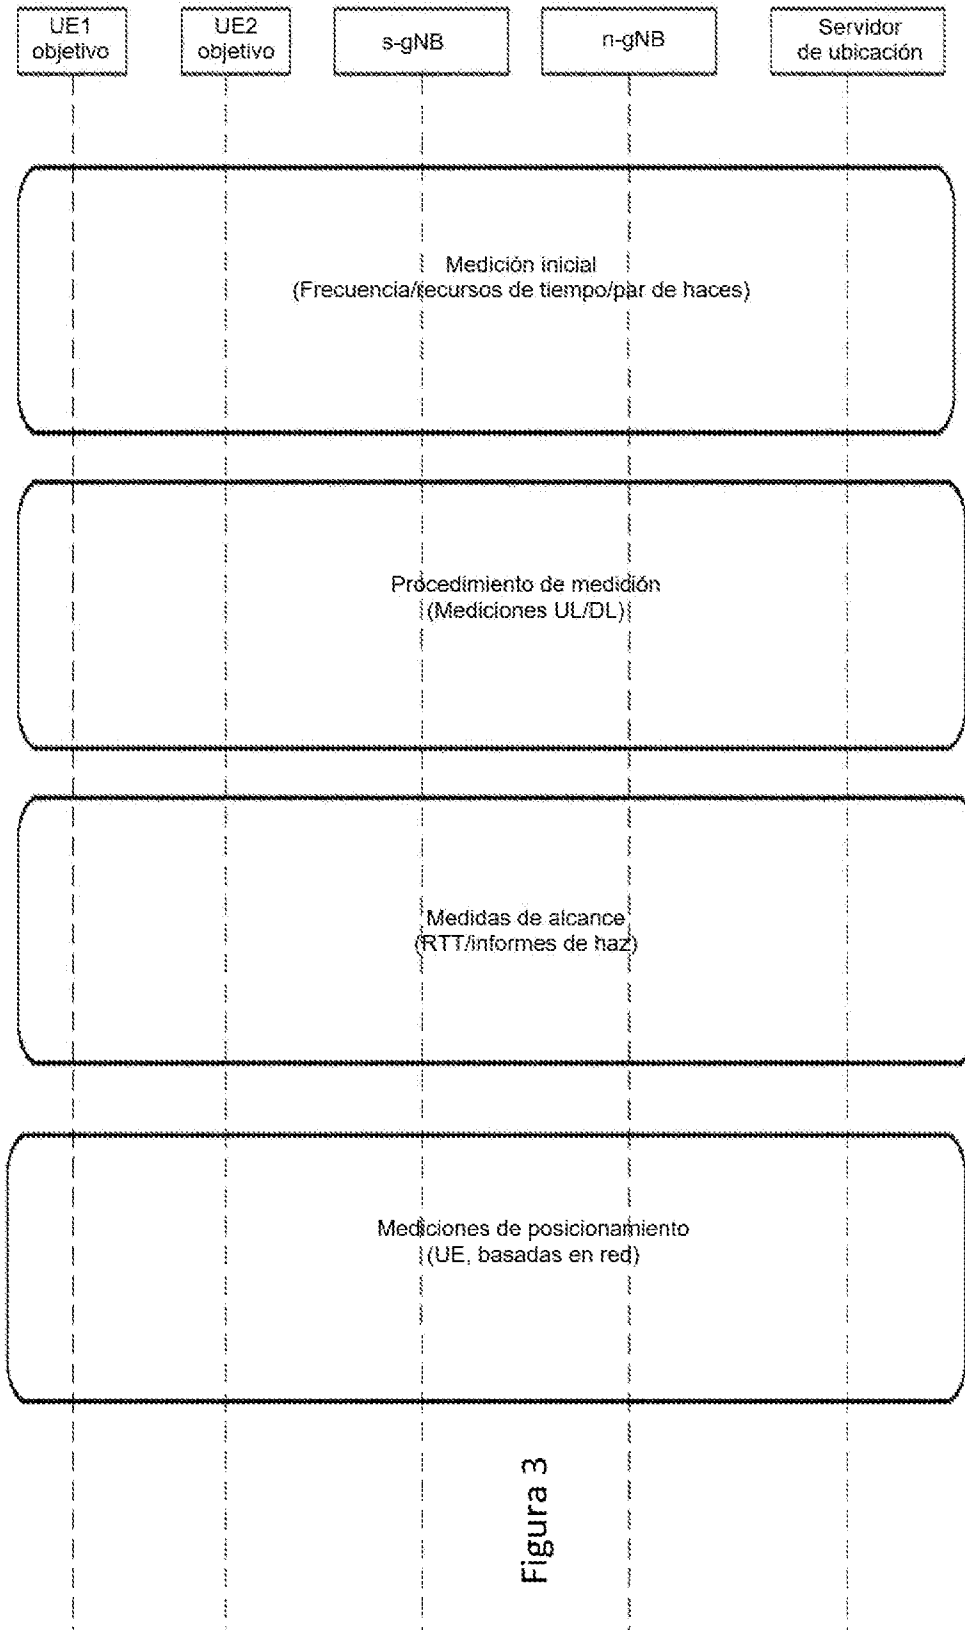 UE1
objetivo
UE2
objetivo
s-gNB
n-gNB
Servidor
de ubicación
Medición inicial
(Frecuencia/recursos de tiempo/par de haces)
Procedimiento de medición
(Mediciones UL/DL)
Medidas de alcance
(RTT/informes de haz)
Mediciones de posicionamiento
(UE, basadas en red)
Figura 3